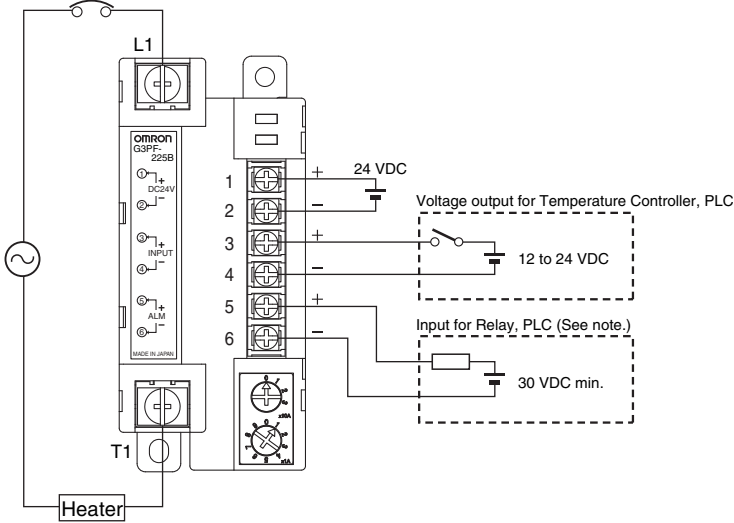 L1
OMRON
G3PF-
225B
1
+
DC24V
2
−
3
+
INPUT
4
−
5
+
ALM
6
−
MADE IN JAPAN
T1
Heater
1
2
3
4
5
6
+
24 VDC
−
+
−
+
−
Voltage output for Temperature Controller, PLC
12 to 24 VDC
Input for Relay, PLC (See note.)
30 VDC min.
x10A
x1A